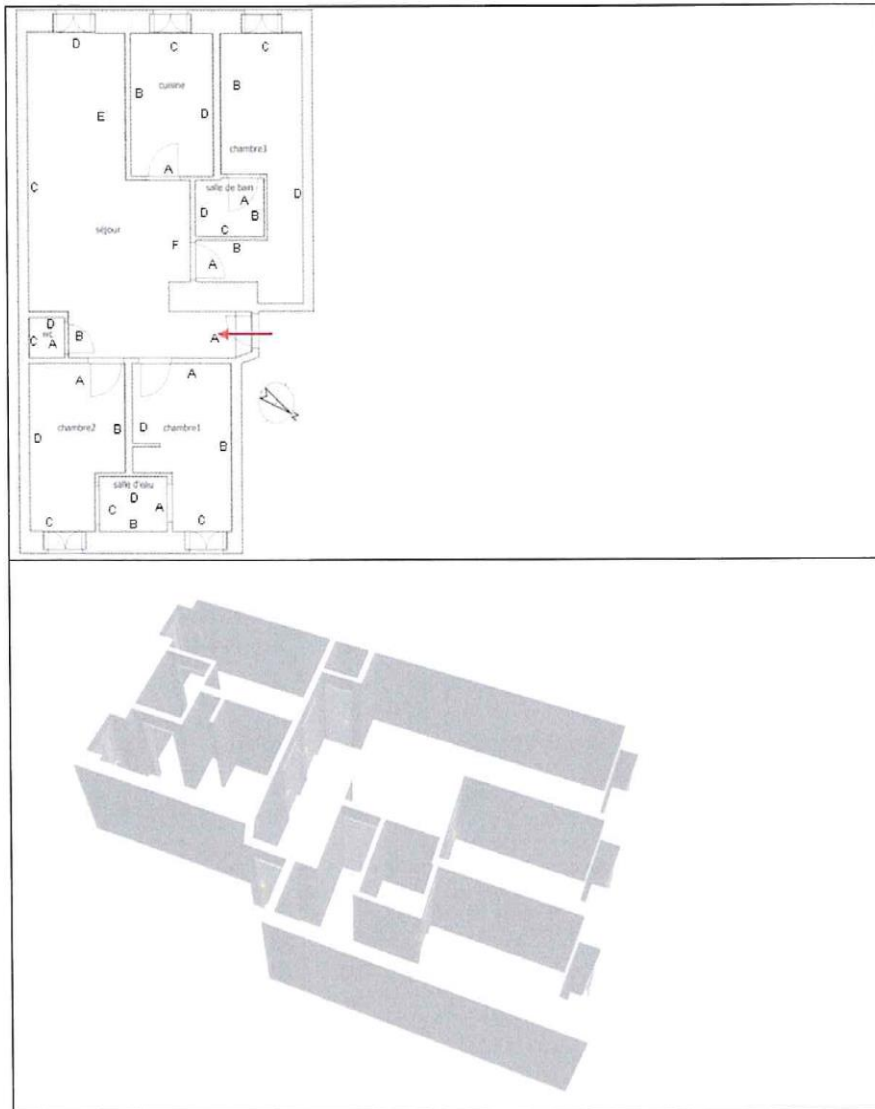 D C C
B cuisine B
E D
chambre3
A
salle de bain
C A D
D B
C
séjour F B
A
D
wc B
C A A
A A
chambre2 D chambre1
D B B
salle d'eau
D
C A
C B C
N